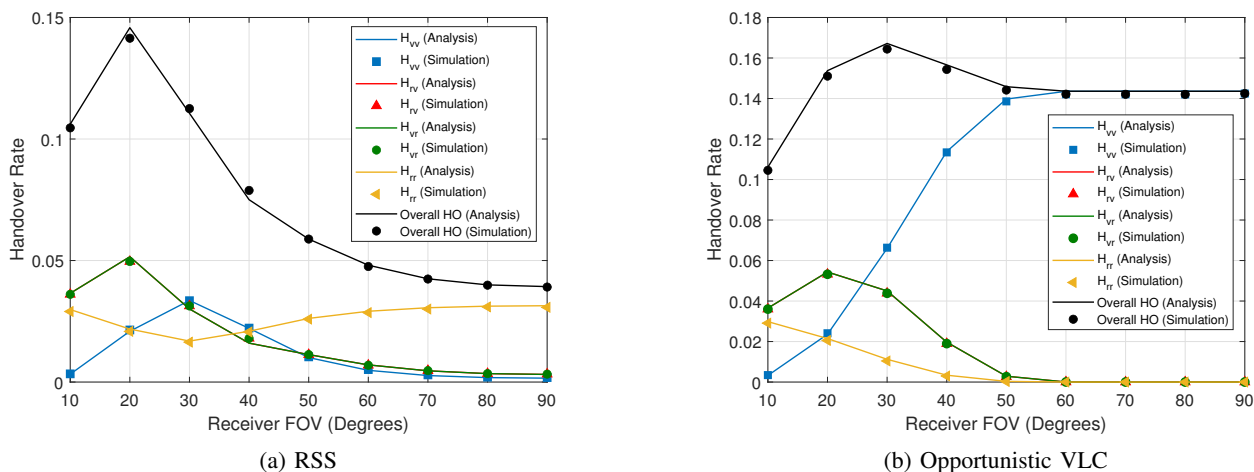 0.15
0.1
0.05
0
Handover Rate
10 20 30 40 50 60 70 80 90
Receiver FOV (Degrees)
H_vv (Analysis)
H_vv (Simulation)
H_rv (Analysis)
H_rv (Simulation)
H_vr (Analysis)
H_vr (Simulation)
H_rr (Analysis)
H_rr (Simulation)
Overall HO (Analysis)
Overall HO (Simulation)
(a) RSS
0.18
0.16
0.14
0.12
0.1
0.08
0.06
0.04
0.02
0
Handover Rate
10 20 30 40 50 60 70 80 90
Receiver FOV (Degrees)
H_vv (Analysis)
H_vv (Simulation)
H_rv (Analysis)
H_rv (Simulation)
H_vr (Analysis)
H_vr (Simulation)
H_rr (Analysis)
H_rr (Simulation)
Overall HO (Analysis)
Overall HO (Simulation)
(b) Opportunistic VLC